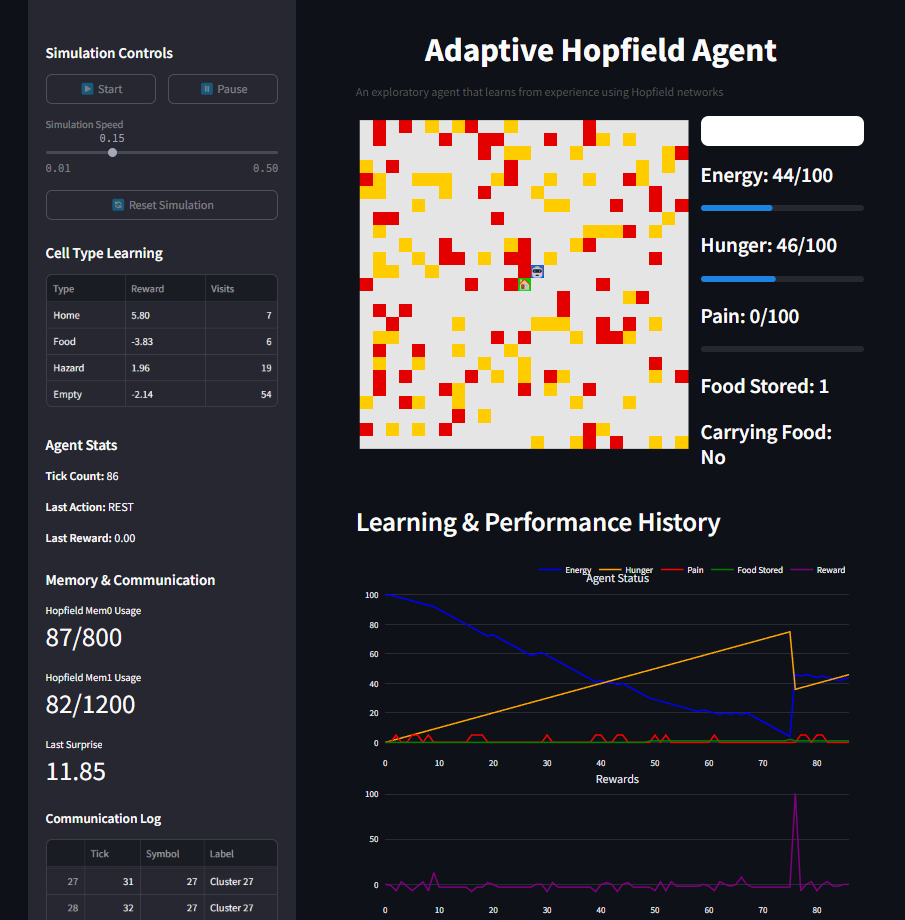 Simulation Controls
Start
Pause
Simulation Speed
0.15
0.01 0.50
Reset Simulation
Cell Type Learning
Type Reward Visits
Home 5.80 7
Food -3.83 6
Hazard 1.96 19
Empty -2.14 54
Agent Stats
Tick Count: 86
Last Action: REST
Last Reward: 0.00
Memory & Communication
Hopfield Mem0 Usage
87/800
Hopfield Mem1 Usage
82/1200
Last Surprise
11.85
Communication Log
Tick Symbol Label
27 31 27 Cluster 27
28 32 27 Cluster 27
Adaptive Hopfield Agent
An exploratory agent that learns from experience using Hopfield networks
Energy: 44/100
Hunger: 46/100
Pain: 0/100
Food Stored: 1
Carrying Food:
No
Learning & Performance History
Energy Hunger Pain Food Stored Reward
Agent Status
100
80
60
40
20
0
0 10 20 30 40 50 60 70 80
Rewards
100
50
0
0 10 20 30 40 50 60 70 80